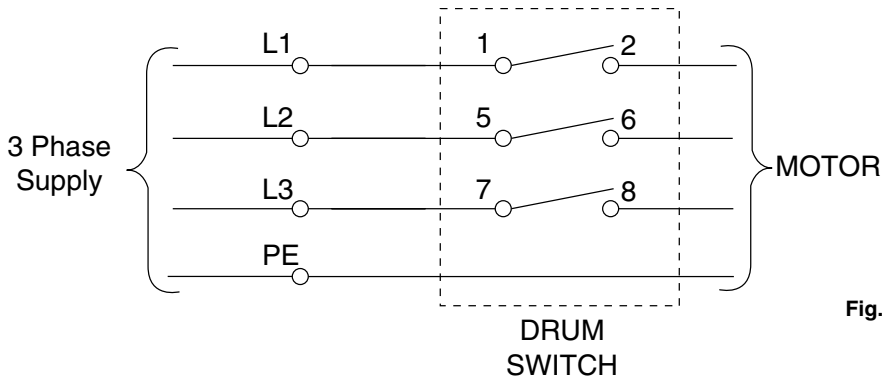 L1 1 2
L2 5 6
3 Phase
Supply
MOTOR
L3 7 8
PE
Fig.
DRUM
SWITCH